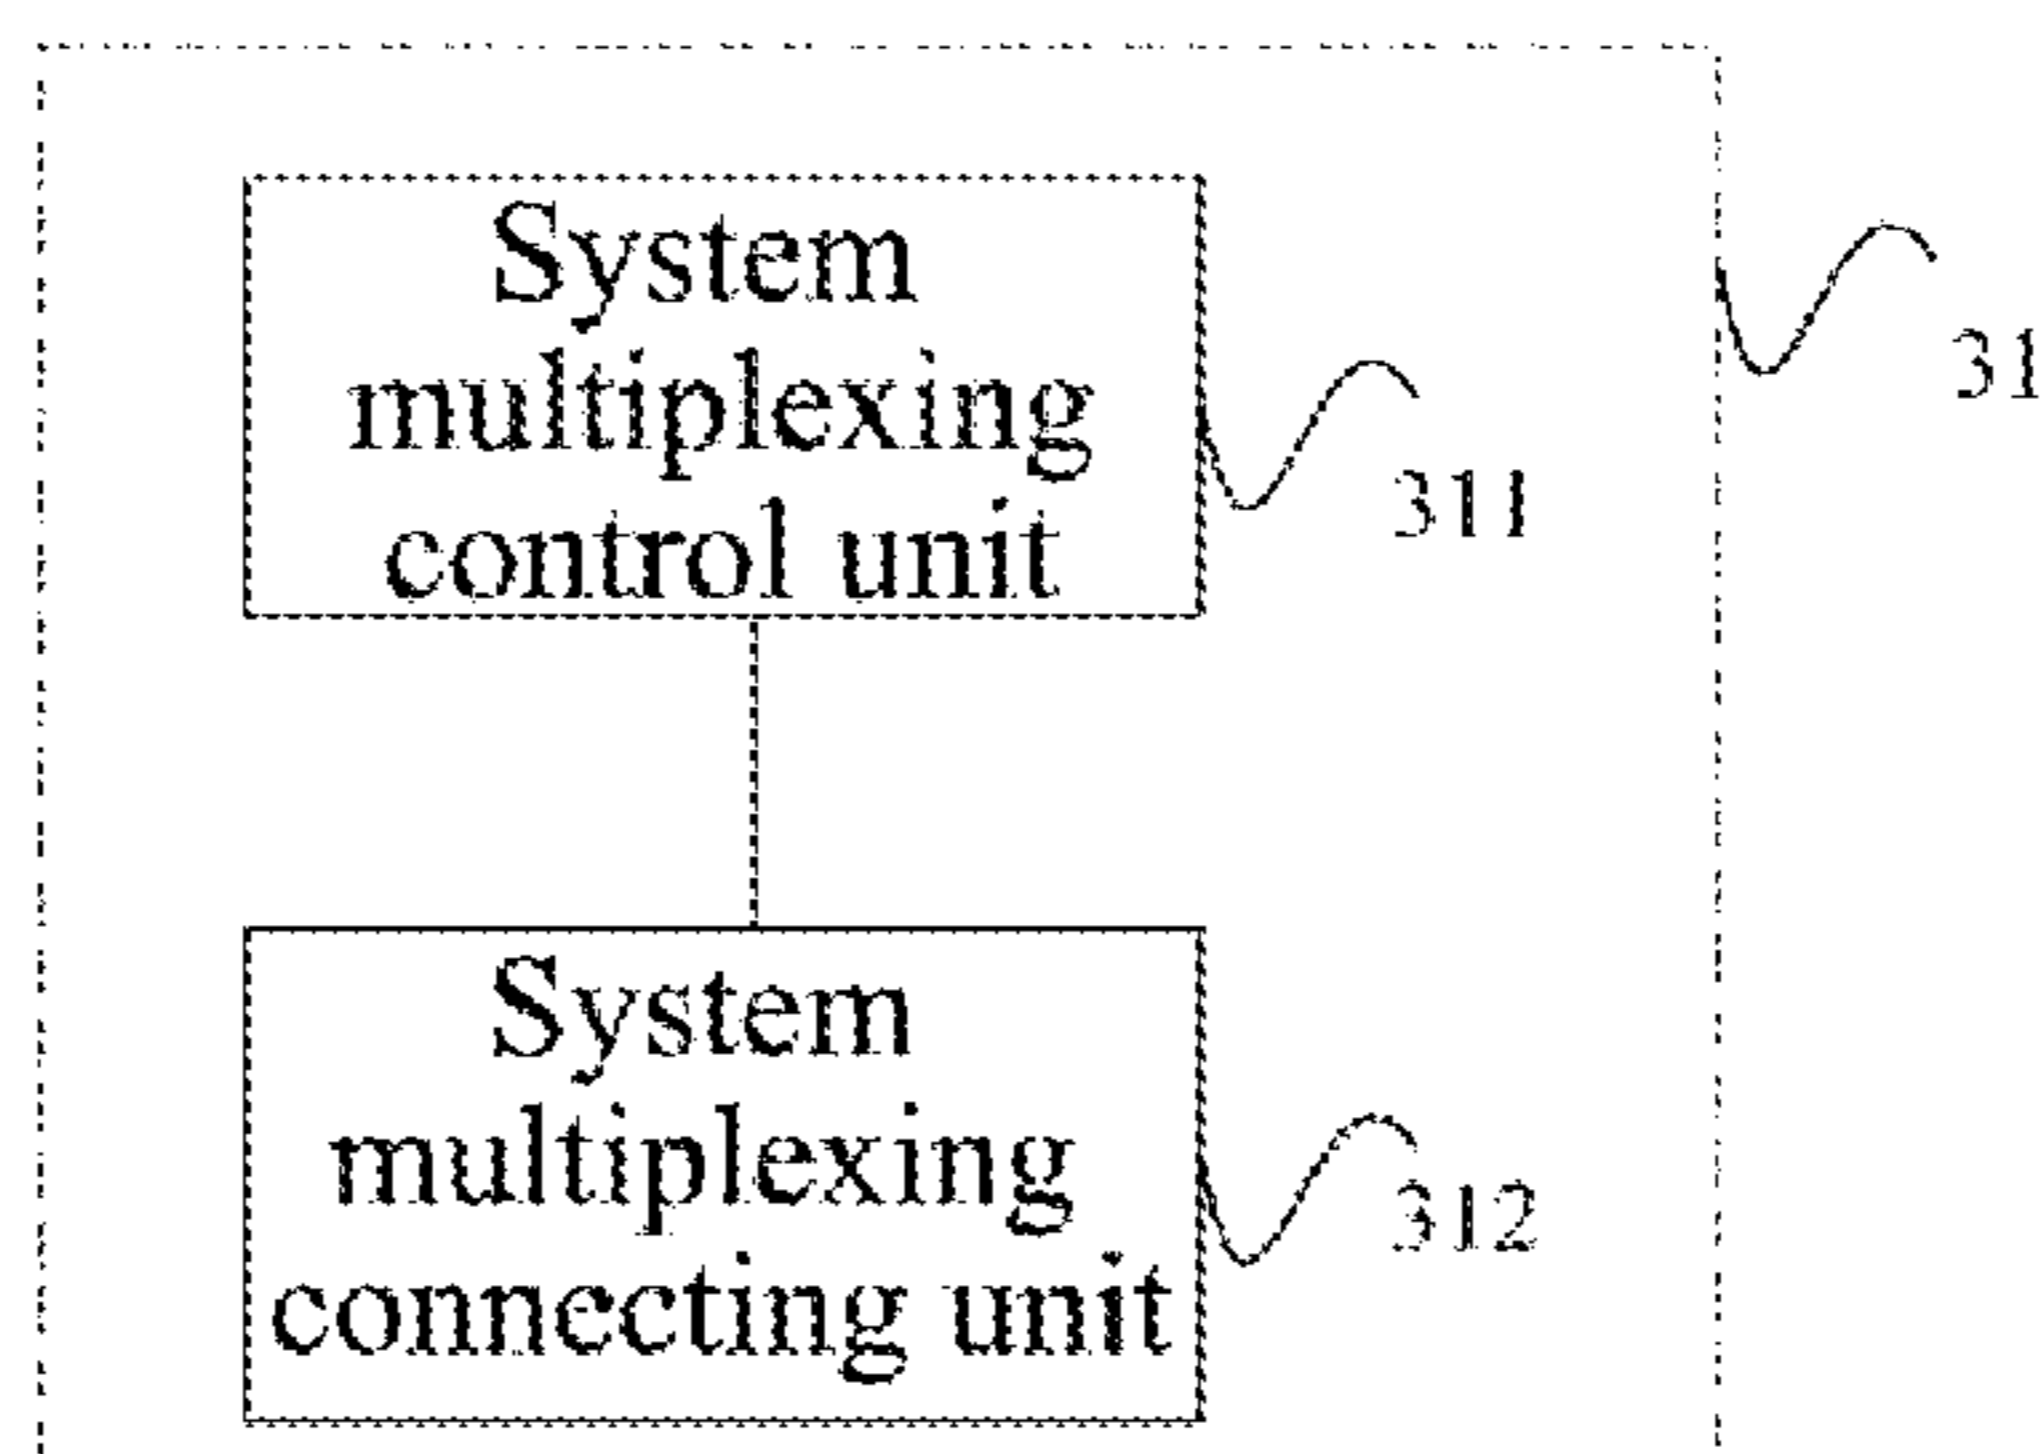 System
multiplexing
control unit
31
311
System
multiplexing
connecting unit
312